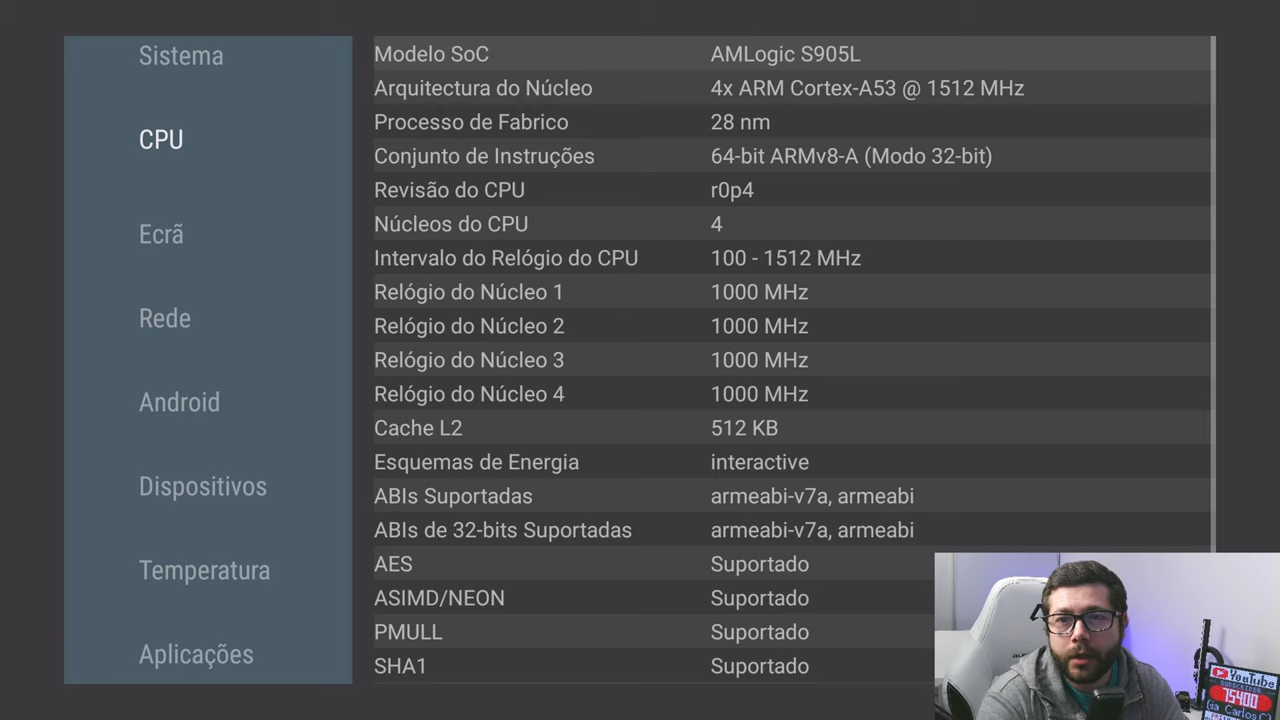 Sistema
CPU
Ecrã
Rede
Android
Dispositivos
Temperatura
Aplicações
Modelo SoC AMLogic S905L
Arquitectura do Núcleo 4x ARM Cortex-A53 @ 1512 MHz
Processo de Fabrico 28 nm
Conjunto de Instruções 64-bit ARMv8-A (Modo 32-bit)
Revisão do CPU r0p4
Núcleos do CPU 4
Intervalo do Relógio do CPU 100 - 1512 MHz
Relógio do Núcleo 1 1000 MHz
Relógio do Núcleo 2 1000 MHz
Relógio do Núcleo 3 1000 MHz
Relógio do Núcleo 4 1000 MHz
Cache L2 512 KB
Esquemas de Energia interactive
ABIs Suportadas armeabi-v7a, armeabi
ABIs de 32-bits Suportadas armeabi-v7a, armeabi
AES Suportado
ASIMD/NEON Suportado
PMULL Suportado
SHA1 Suportado
YouTube
75400